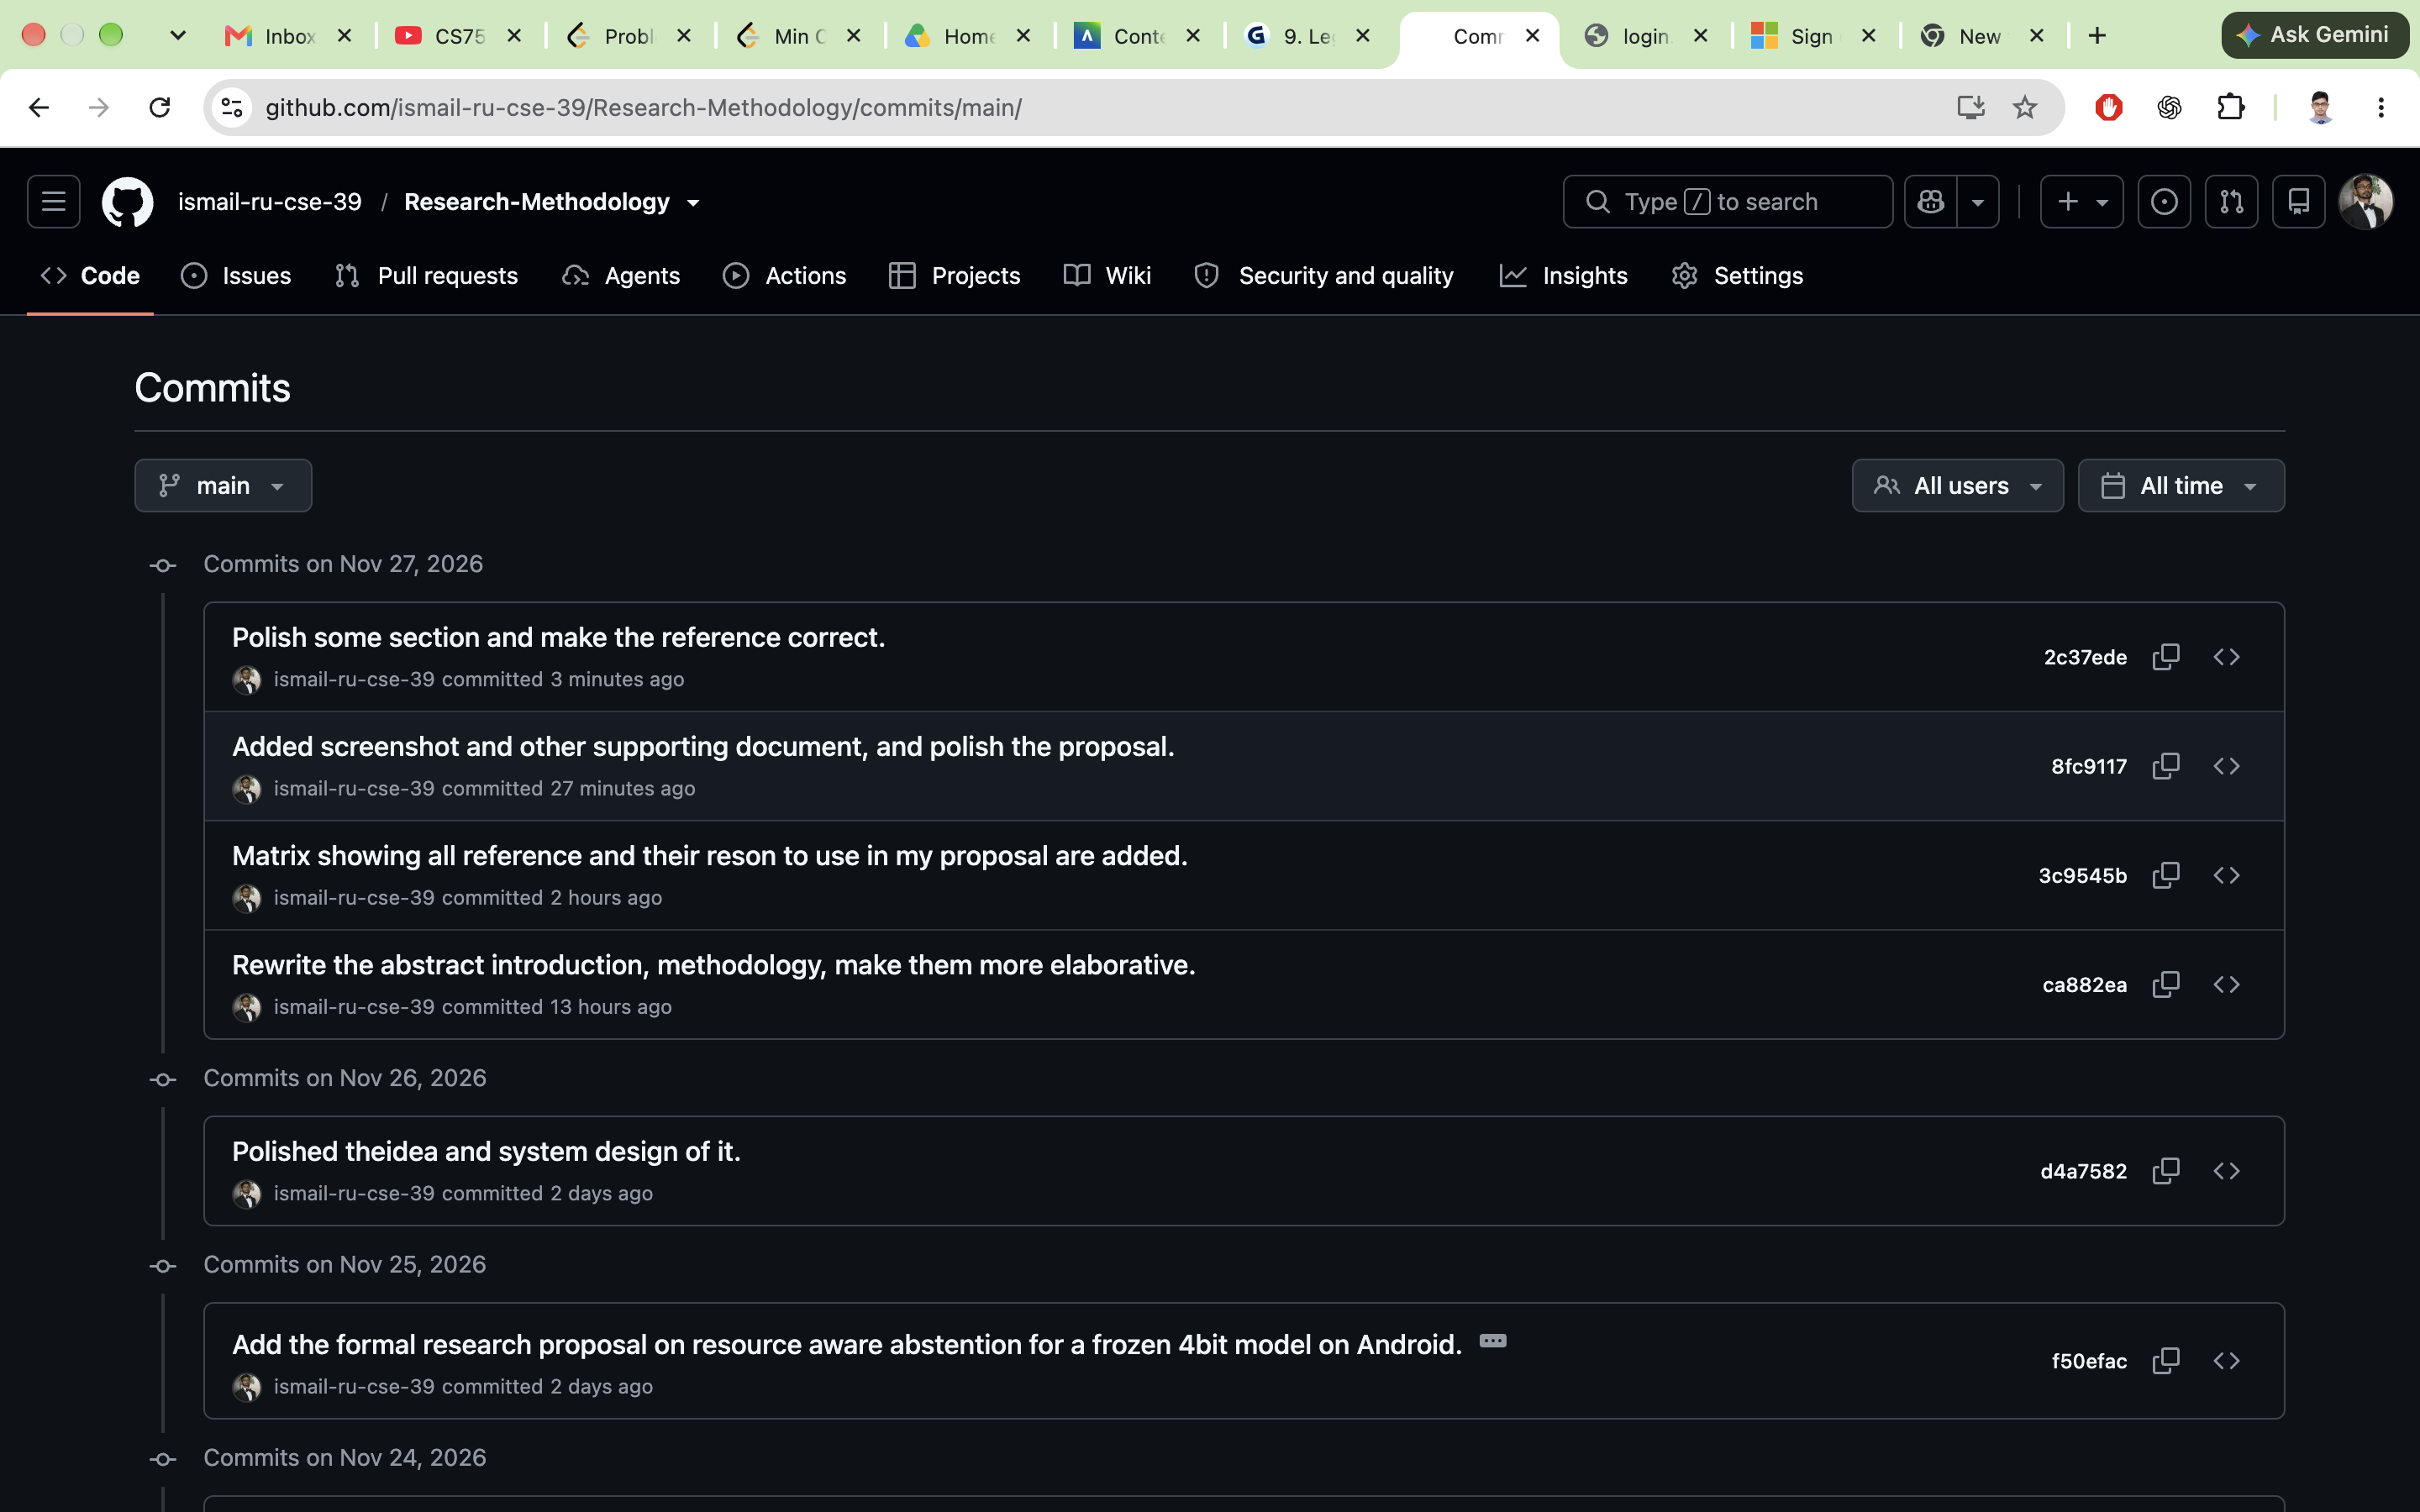 Inbox
CS75
Probl
Min C
Home
Conte
9. Le
Comm
login.
Sign
New
Ask Gemini
github.com/ismail-ru-cse-39/Research-Methodology/commits/main/
ismail-ru-cse-39 / Research-Methodology
Type / to search
Code
Issues
Pull requests
Agents
Actions
Projects
Wiki
Security and quality
Insights
Settings
Commits
main
All users
All time
Commits on Nov 27, 2026
Polish some section and make the reference correct.
ismail-ru-cse-39 committed 3 minutes ago
2c37ede
Added screenshot and other supporting document, and polish the proposal.
ismail-ru-cse-39 committed 27 minutes ago
8fc9117
Matrix showing all reference and their reson to use in my proposal are added.
ismail-ru-cse-39 committed 2 hours ago
3c9545b
Rewrite the abstract introduction, methodology, make them more elaborative.
ismail-ru-cse-39 committed 13 hours ago
ca882ea
Commits on Nov 26, 2026
Polished theidea and system design of it.
ismail-ru-cse-39 committed 2 days ago
d4a7582
Commits on Nov 25, 2026
Add the formal research proposal on resource aware abstention for a frozen 4bit model on Android.
ismail-ru-cse-39 committed 2 days ago
f50efac
Commits on Nov 24, 2026